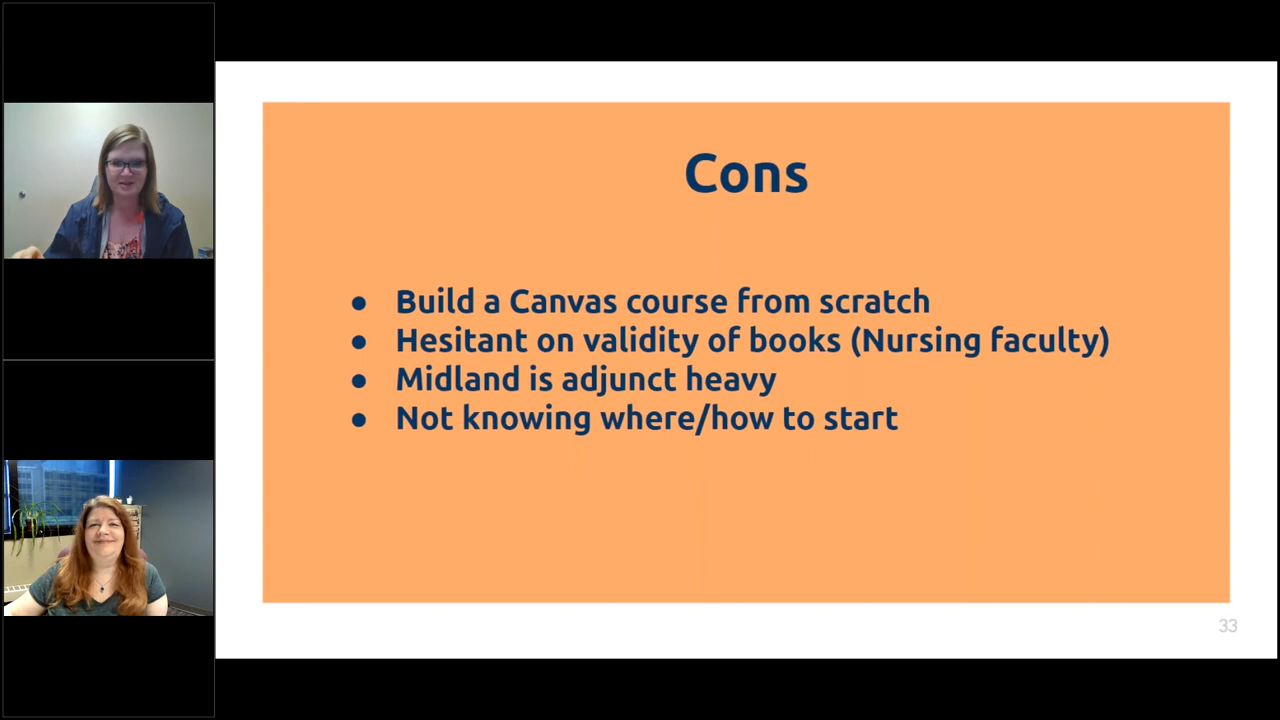 Cons
● Build a Canvas course from scratch
● Hesitant on validity of books (Nursing faculty)
● Midland is adjunct heavy
● Not knowing where/how to start
33